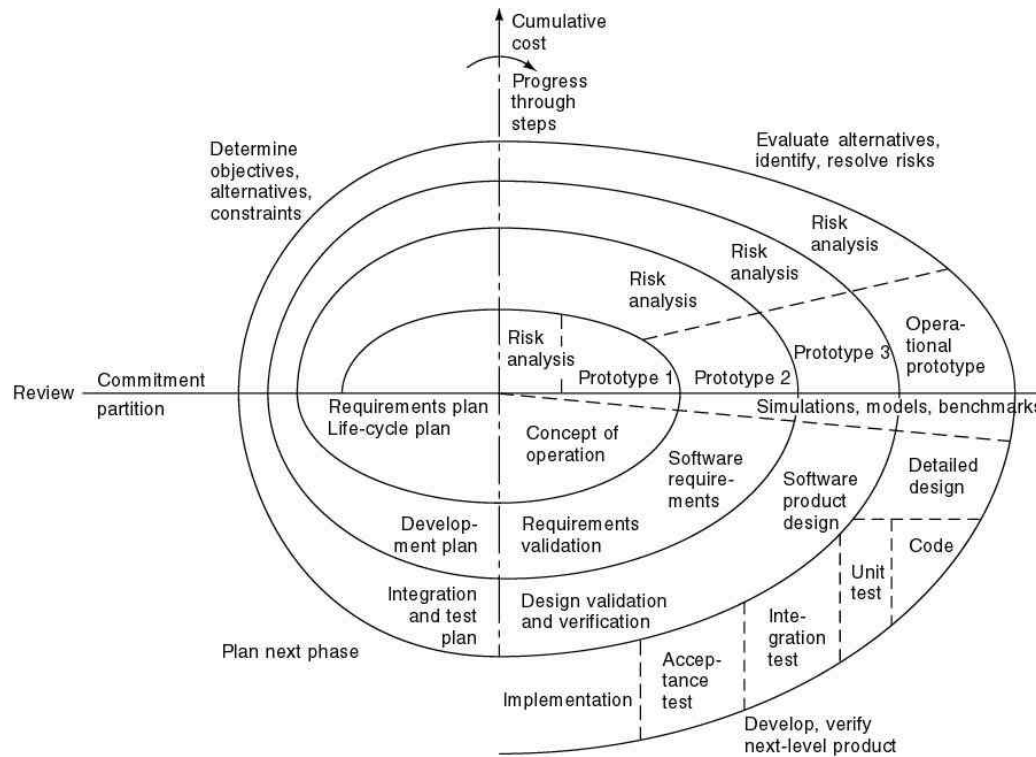 Cumulative
cost
Progress
through
steps
Determine
objectives,
alternatives,
constraints
Evaluate alternatives,
identify, resolve risks
Risk
analysis
Risk
analysis
Risk
analysis
Risk
analysis
Opera-
tional
prototype
Prototype 3
Prototype 2
Prototype 1
Review
Commitment
partition
Requirements plan
Life-cycle plan
Concept of
operation
Simulations, models, benchmarks
Software
require-
ments
Software
product
design
Detailed
design
Develop-
ment plan
Requirements
validation
Code
Unit
test
Integration
and test
plan
Design validation
and verification
Inte-
gration
test
Plan next phase
Accep-
tance
test
Implementation
Develop, verify
next-level product